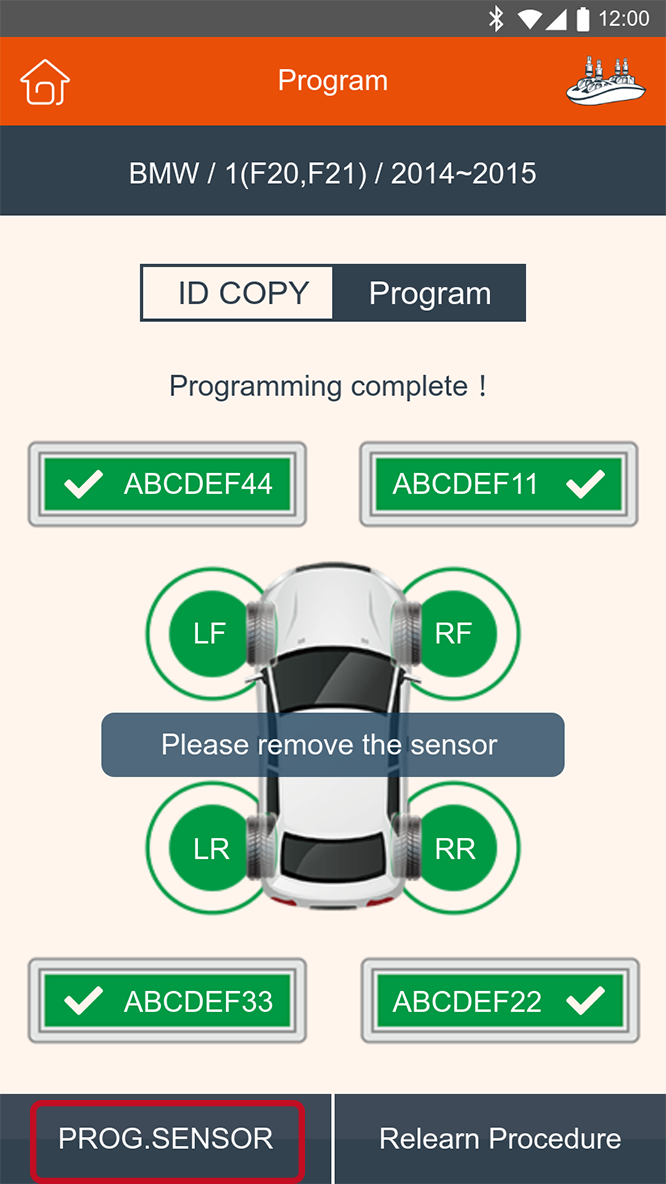 12:00
Program
BMW / 1(F20,F21) / 2014~2015
ID COPY Program
Programming complete !
ABCDEF44 ABCDEF11
LF RF
Please remove the sensor
LR RR
ABCDEF33 ABCDEF22
PROG.SENSOR Relearn Procedure